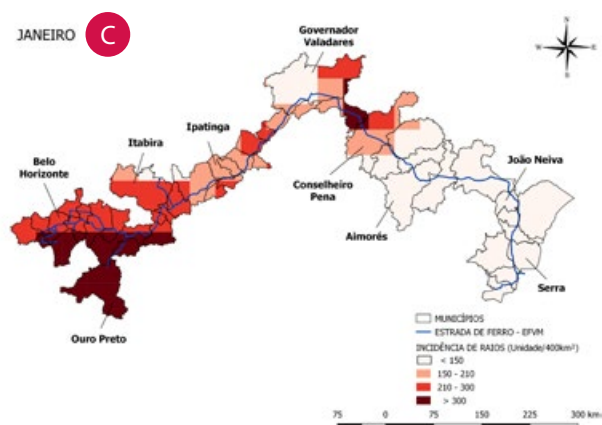 JANEIRO C
Governador
Valadares
N
W E
S
Ipatinga
Itabira
Belo
Horizonte
João Neiva
Conselheiro
Pena
Aimorés
Serra
Ouro Preto
MUNICÍPIOS
ESTRADA DE FERRO - EFVM
INCIDÊNCIA DE RAIOS (Unidade/400km²)
< 150
150 - 210
210 - 300
> 300
75 0 75 150 225 300 km